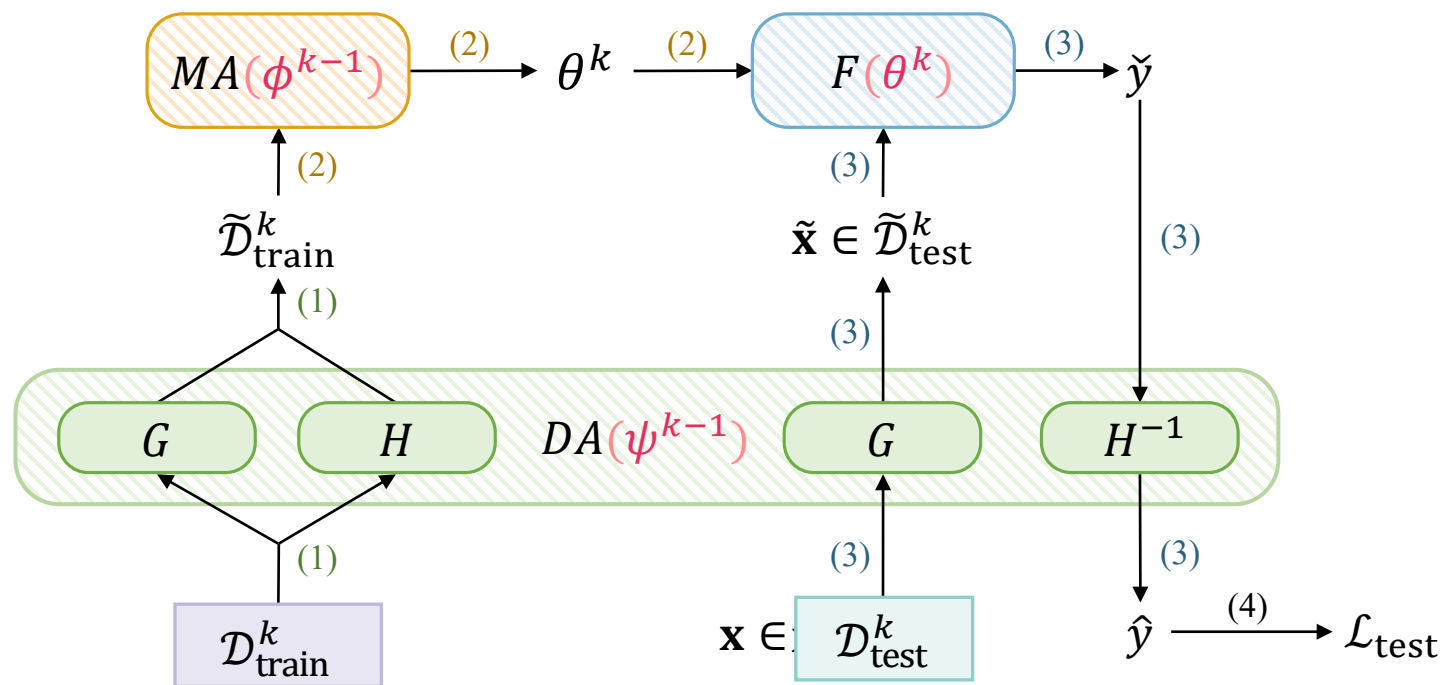 (2) (2) (3)
MA(ϕ^{k−1}) θ^k F(θ^k) y̌
(2) (3)
D̃^k_train x̃ ∈ D̃^k_test (3)
(1) (3)
G H DA(ψ^{k−1}) G H^{−1}
(1) (3) (3)
(4)
D^k_train x ∈ D^k_test ŷ L_test